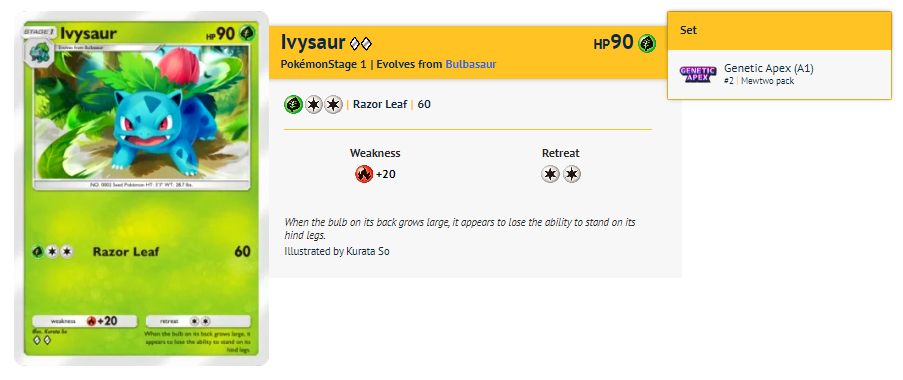 STAGE 1 Ivysaur HP 90
Evolves from Bulbasaur
NO. 0002 Seed Pokémon HT: 3'3" WT: 28.7 lbs.
Razor Leaf 60
weakness +20 retreat
Illus. Kurata So
When the bulb on its back grows large, it
appears to lose the ability to stand on its
hind legs.
Ivysaur HP90
PokémonStage 1 | Evolves from Bulbasaur
| Razor Leaf | 60
Weakness Retreat
+20
When the bulb on its back grows large, it appears to lose the ability to stand on its
hind legs.
Illustrated by Kurata So
Set
GENETIC
APEX
Genetic Apex (A1)
#2 | Mewtwo pack